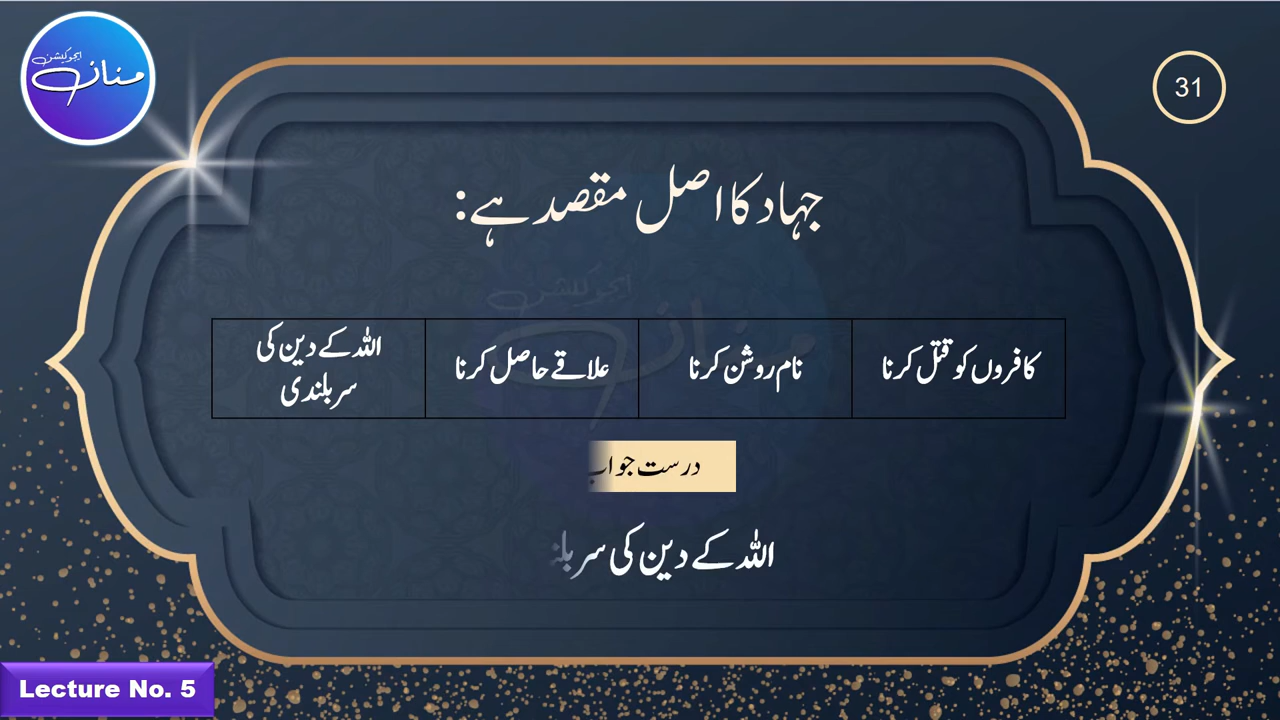 ایجوکیشن
منان
31
جہاد کا اصل مقصد ہے:
کافروں کو قتل کرنا
نام روشن کرنا
علاقے حاصل کرنا
اللہ کے دین کی
سربلندی
درست جواب
اللہ کے دین کی سربلن
Lecture No. 5